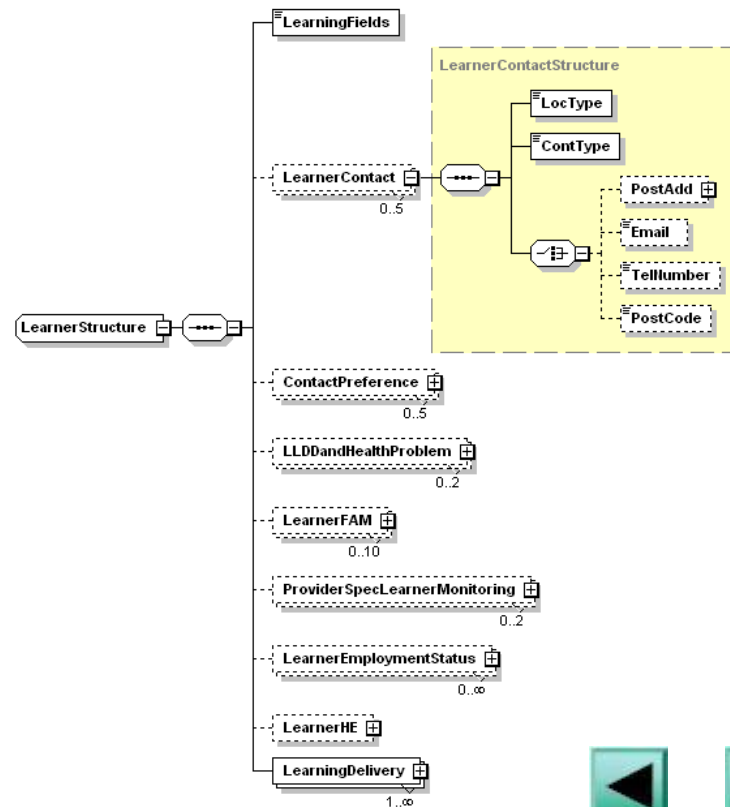 LearningFields
LearnerContactStructure
LocType
ContType
LearnerContact
0..5
PostAdd
Email
TelNumber
PostCode
LearnerStructure
ContactPreference
0..5
LLDDandHealthProblem
0..2
LearnerFAM
0..10
ProviderSpecLearnerMonitoring
0..2
LearnerEmploymentStatus
0..∞
LearnerHE
LearningDelivery
1..∞